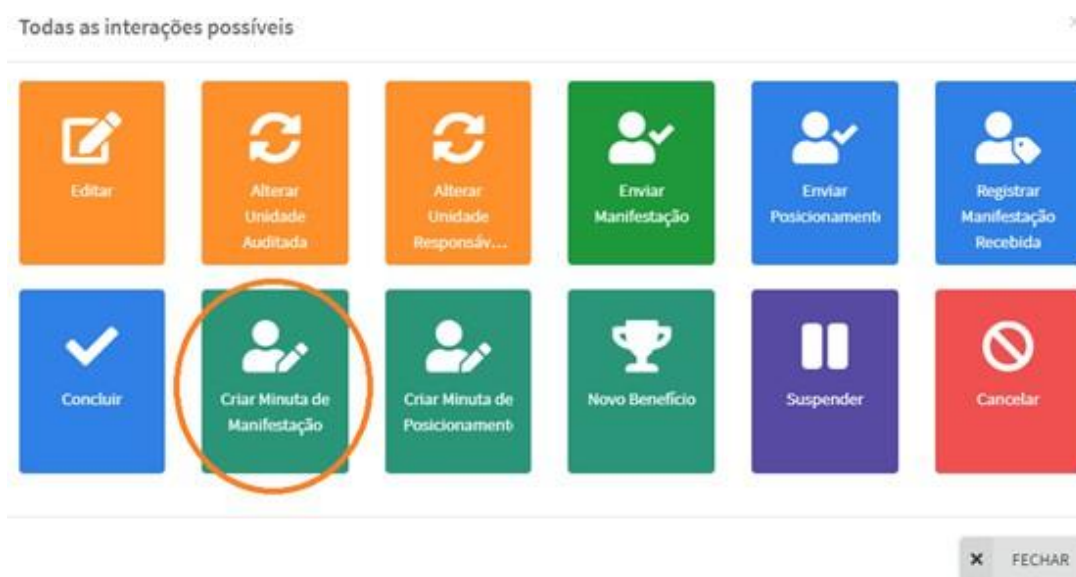 Todas as interações possíveis
Editar
Alterar
Unidade
Auditada
Alterar
Unidade
Responsáv...
Enviar
Manifestação
Enviar
Posicionament
Registrar
Manifestação
Recebida
Concluir
Criar Minuta de
Manifestação
Criar Minuta de
Posicionament
Novo Benefício
Suspender
Cancelar
FECHAR